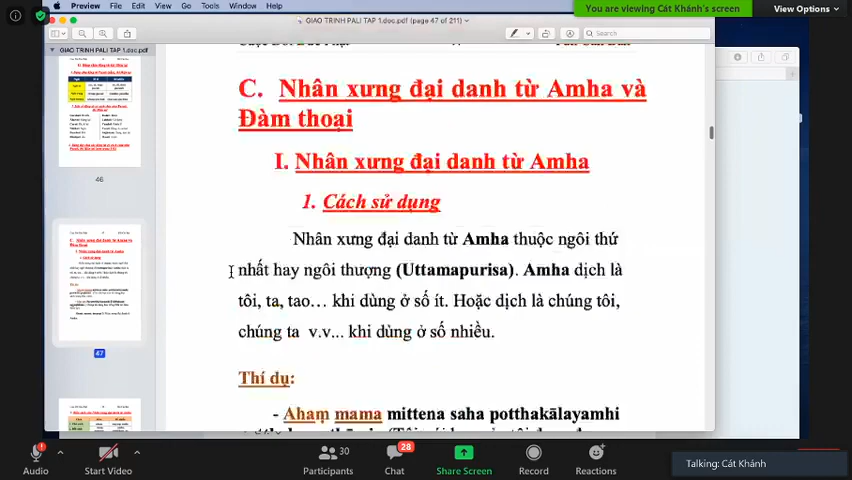 Preview File Edit View Go Tools Window Help
You are viewing Cát Khánh's screen
View Options
GIAO TRINH PALI TAP 1.doc.pdf (page 47 of 211)
Search
GIAO TRINH PALI TAP 1.doc.pdf
46
47
C. Nhân xưng đại danh từ Amha và
Đàm thoại
I. Nhân xưng đại danh từ Amha
1. Cách sử dụng
Nhân xưng đại danh từ Amha thuộc ngôi thứ
nhất hay ngôi thượng (Uttamapurisa). Amha dịch là
tôi, ta, tao… khi dùng ở số ít. Hoặc dịch là chúng tôi,
chúng ta v.v... khi dùng ở số nhiều.
Thí dụ:
- Ahaṃ mama mittena saha potthakālayamhi
Audio
Start Video
30
Participants
28
Chat
Share Screen
Record
Reactions
Talking: Cát Khánh